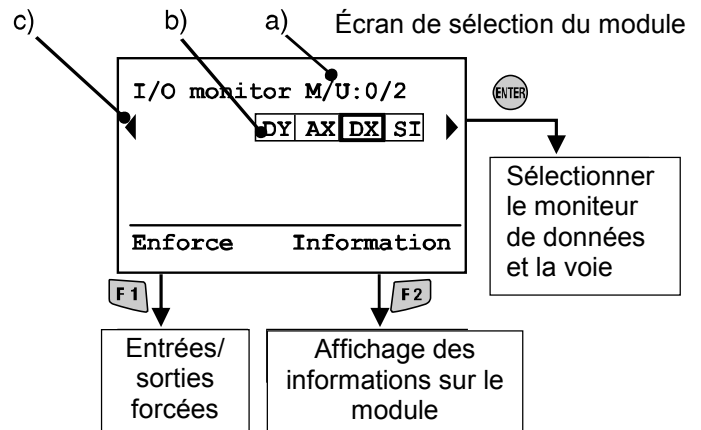 c) b) a) Écran de sélection du module
I/O monitor M/U:0/2
ENTER
DY AX DX SI
Sélectionner
le moniteur
de données
et la voie
Enforce Information
F1 F2
Entrées/
sorties
forcées
Affichage des
informations sur le
module